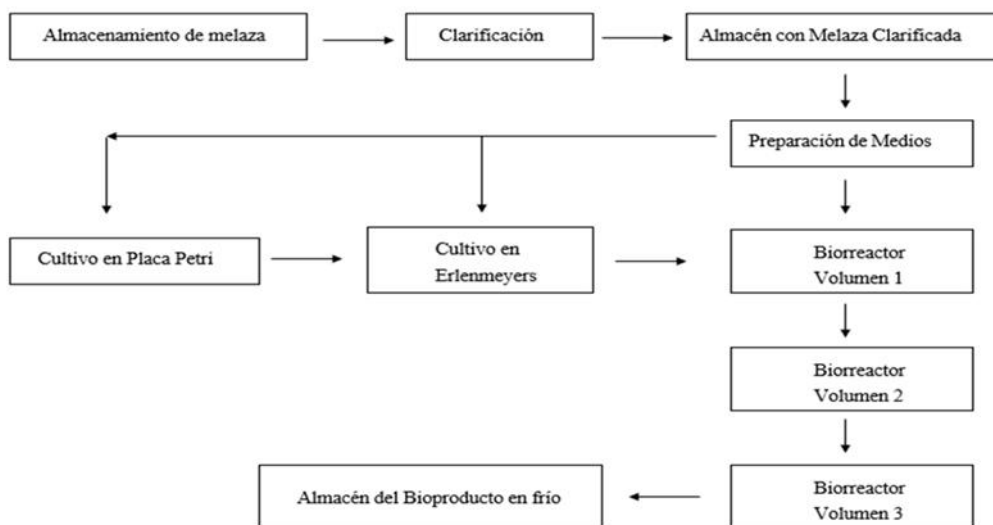 Almacenamiento de melaza
Clarificación
Almacén con Melaza Clarificada
Preparación de Medios
Cultivo en Placa Petri
Cultivo en
Erlenmeyers
Biorreactor
Volumen 1
Biorreactor
Volumen 2
Almacén del Bioproducto en frío
Biorreactor
Volumen 3